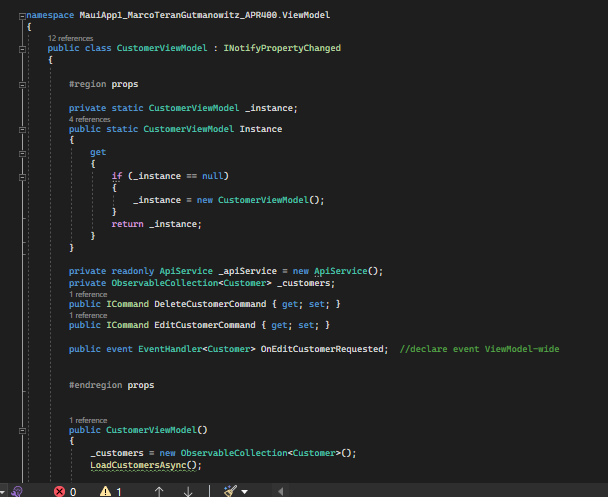 namespace MauiApp1_MarcoTeranGutmanowitz_APR400.ViewModel
{
12 references
public class CustomerViewModel : INotifyPropertyChanged
{
#region props
private static CustomerViewModel _instance;
4 references
public static CustomerViewModel Instance
{
get
{
if (_instance == null)
{
_instance = new CustomerViewModel();
}
return _instance;
}
}
private readonly ApiService _apiService = new ApiService();
private ObservableCollection<Customer> _customers;
1 reference
public ICommand DeleteCustomerCommand { get; set; }
1 reference
public ICommand EditCustomerCommand { get; set; }
public event EventHandler<Customer> OnEditCustomerRequested;  //declare event ViewModel-wide
#endregion props
1 reference
public CustomerViewModel()
{
_customers = new ObservableCollection<Customer>();
LoadCustomersAsync();
0 1